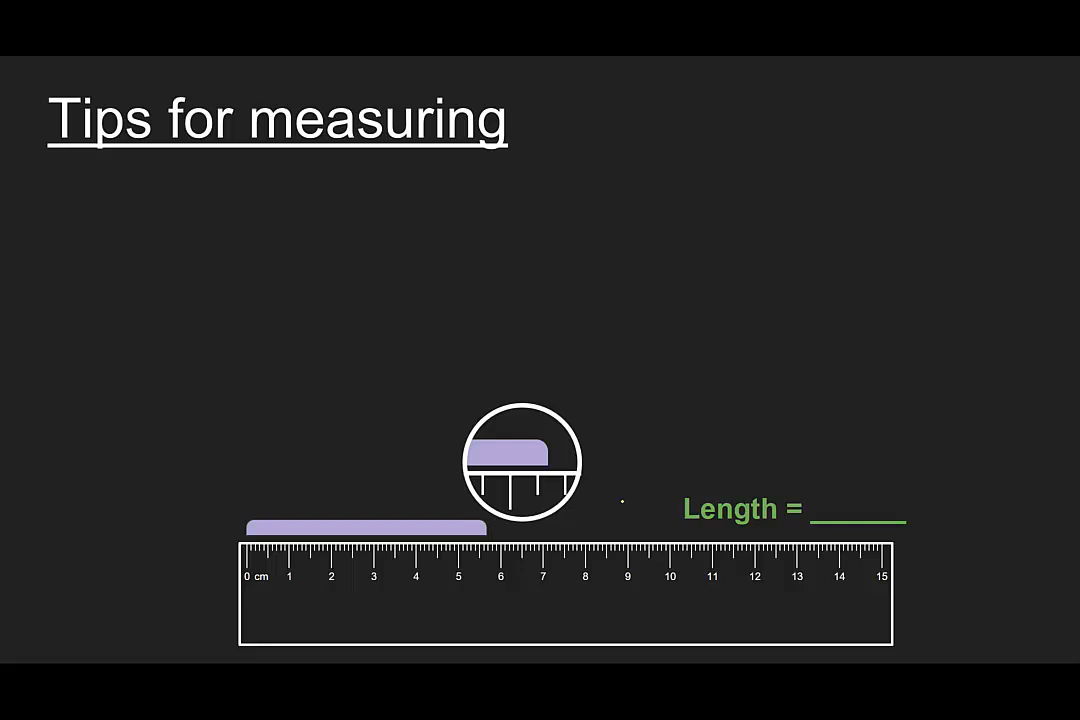 Tips for measuring
Length = ______
0 cm 1 2 3 4 5 6 7 8 9 10 11 12 13 14 15